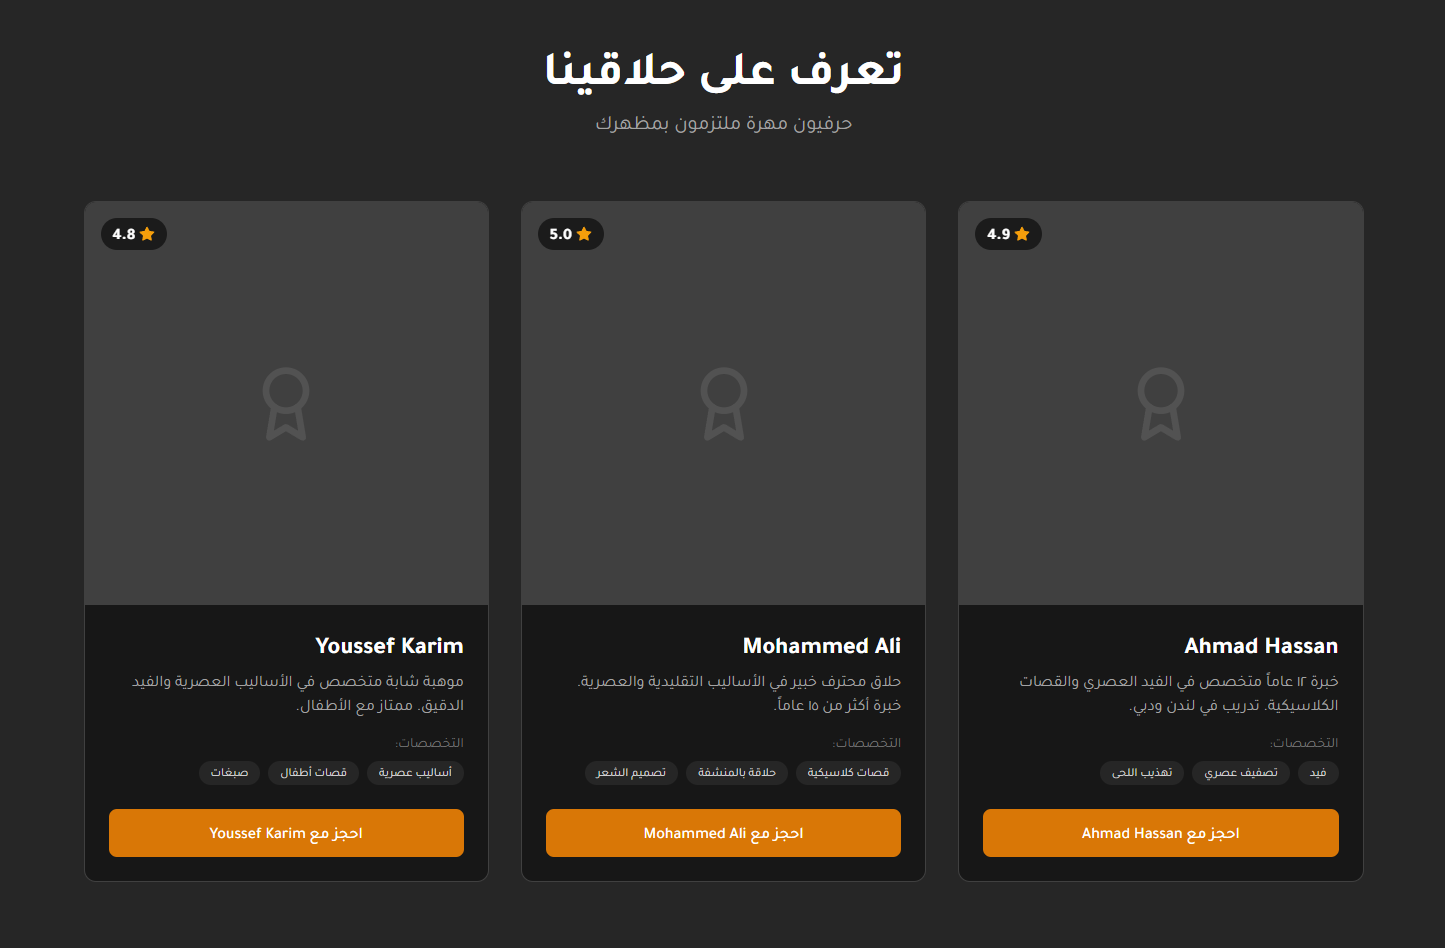 تعرف على حلاقينا
حرفيون مهرة ملتزمون بمظهرك
4.9
Ahmad Hassan
خبرة ١٢ عاماً متخصص في الفيد العصري والقصات
الكلاسيكية. تدريب في لندن ودبي.
التخصصات:
فيد
تصفيف عصري
تهذيب اللحى
احجز مع Ahmad Hassan
5.0
Mohammed Ali
حلاق محترف خبير في الأساليب التقليدية والعصرية.
خبرة أكثر من ١٥ عاماً.
التخصصات:
قصات كلاسيكية
حلاقة بالمنشفة
تصميم الشعر
احجز مع Mohammed Ali
4.8
Youssef Karim
موهبة شابة متخصص في الأساليب العصرية والفيد
الدقيق. ممتاز مع الأطفال.
التخصصات:
أساليب عصرية
قصات أطفال
صبغات
احجز مع Youssef Karim